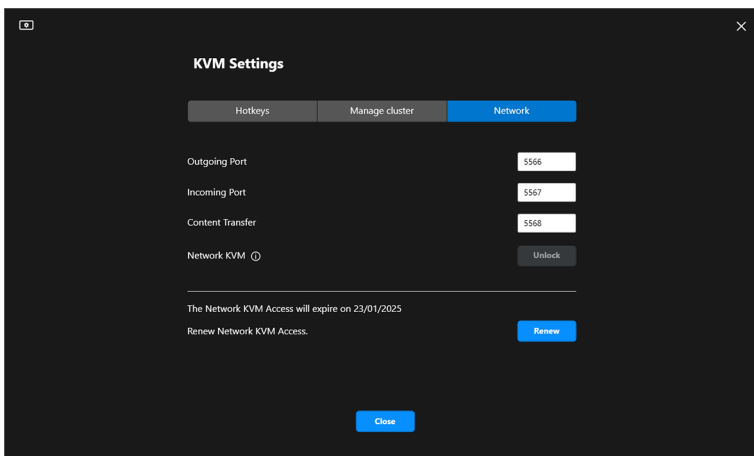 KVM Settings
Hotkeys Manage cluster Network
Outgoing Port 5566
Incoming Port 5567
Content Transfer 5568
Network KVM Unlock
The Network KVM Access will expire on 23/01/2025
Renew Network KVM Access. Renew
Close